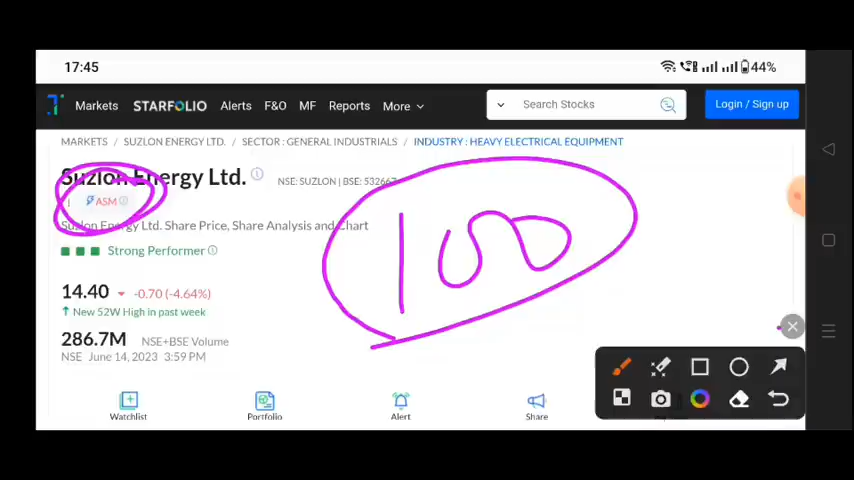 17:45 44%
Markets STARFOLIO Alerts F&O MF Reports More Search Stocks Login / Sign up
MARKETS / SUZLON ENERGY LTD. / SECTOR : GENERAL INDUSTRIALS / INDUSTRY : HEAVY ELECTRICAL EQUIPMENT
Suzlon Energy Ltd. NSE: SUZLON | BSE: 532667
| ASM
Suzlon Energy Ltd. Share Price, Share Analysis and Chart
100
Strong Performer
14.40 -0.70 (-4.64%)
New 52W High in past week
286.7M NSE+BSE Volume
NSE June 14, 2023 3:59 PM
Watchlist Portfolio Alert Share